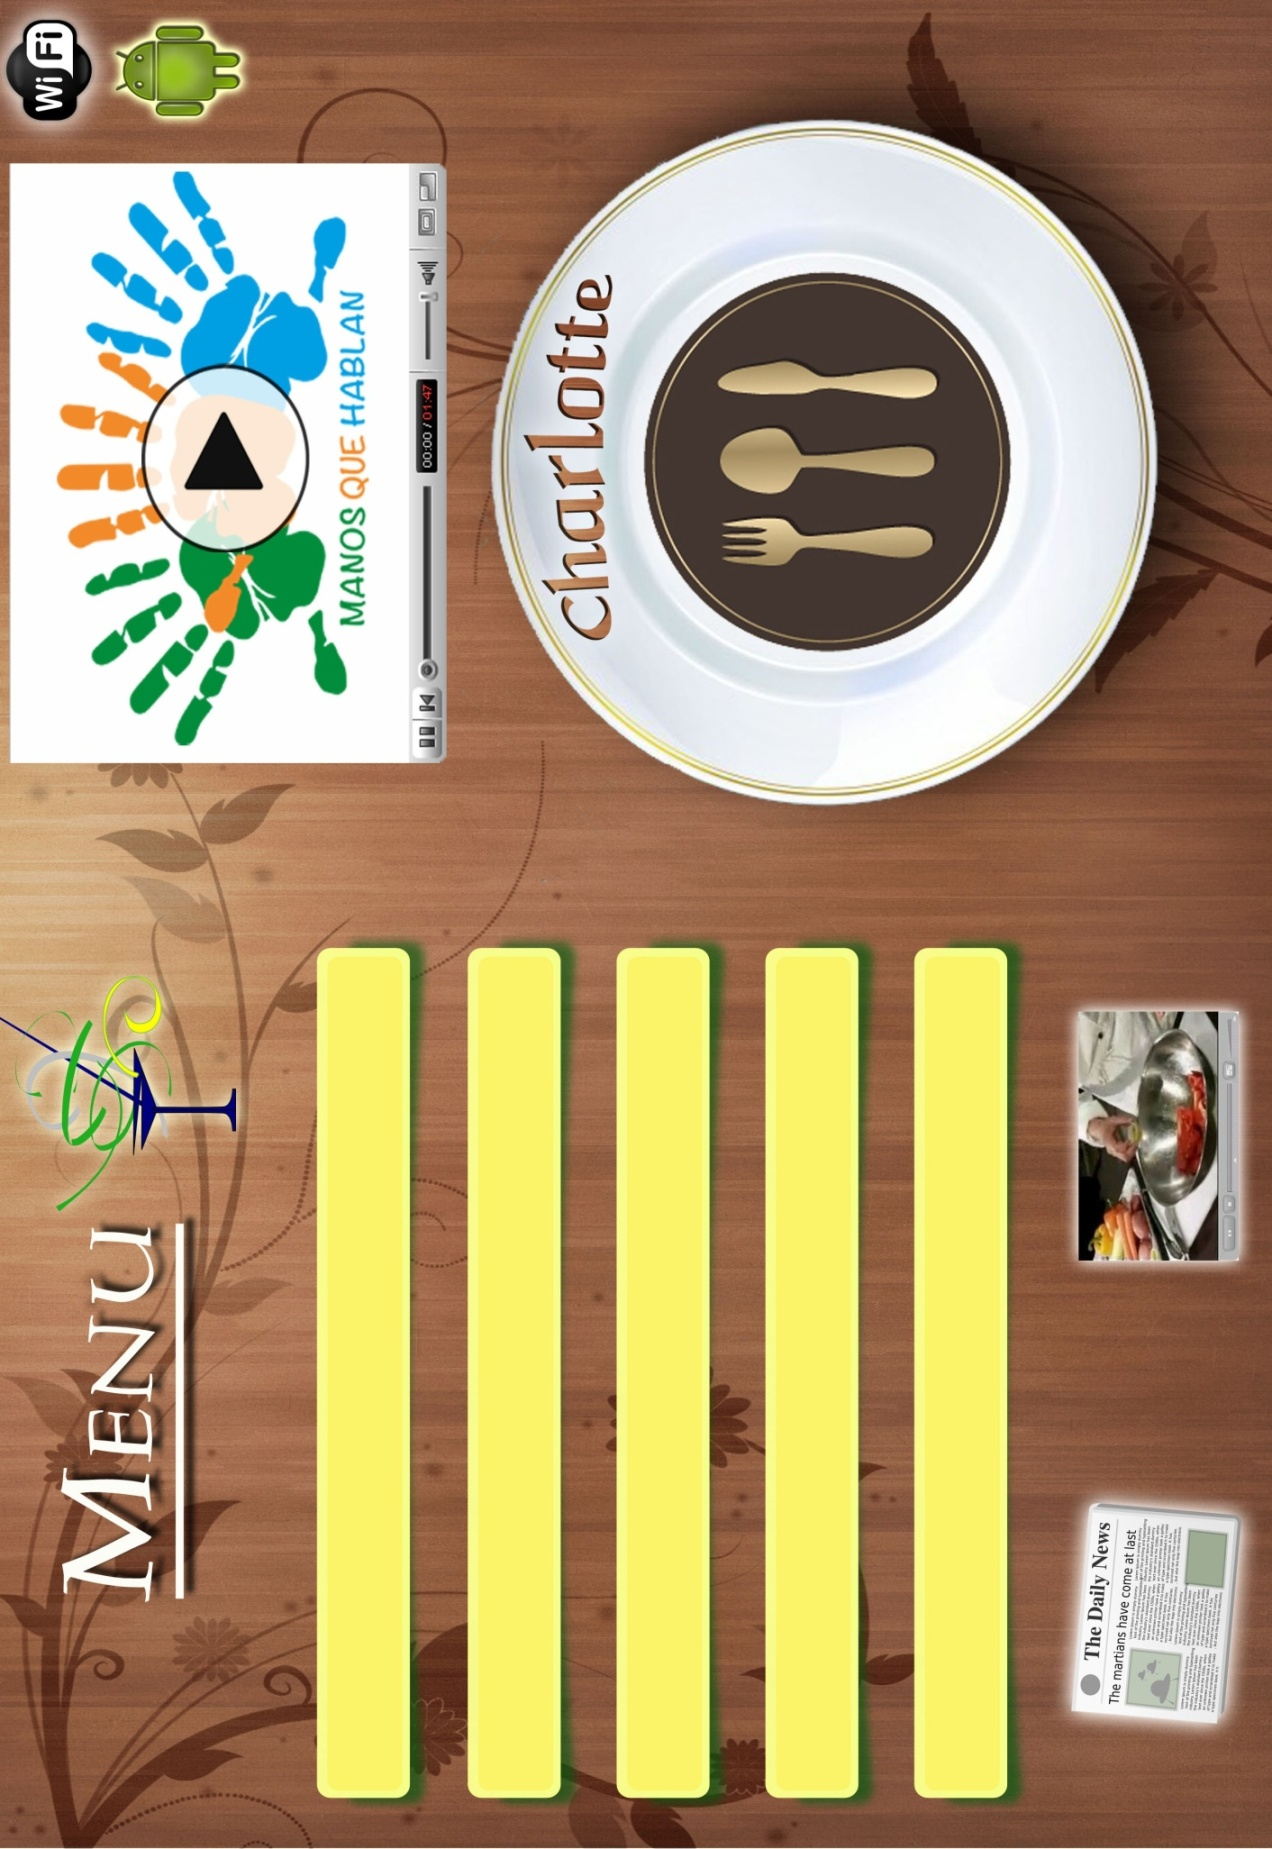 MENU
Wi Fi
MANOS QUE HABLAN
00:00 / 01:47
Charlotte
The Daily News
The martians have come at last